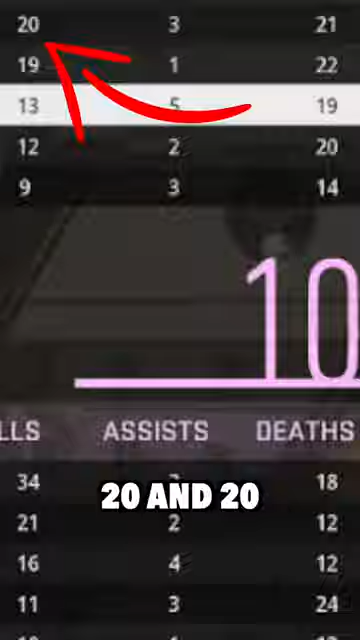 20 3 21
19 1 22
13 5 19
12 2 20
9 3 14
10
LLS ASSISTS DEATHS
34 18
20 AND 20
21 2 12
16 4 12
11 3 24